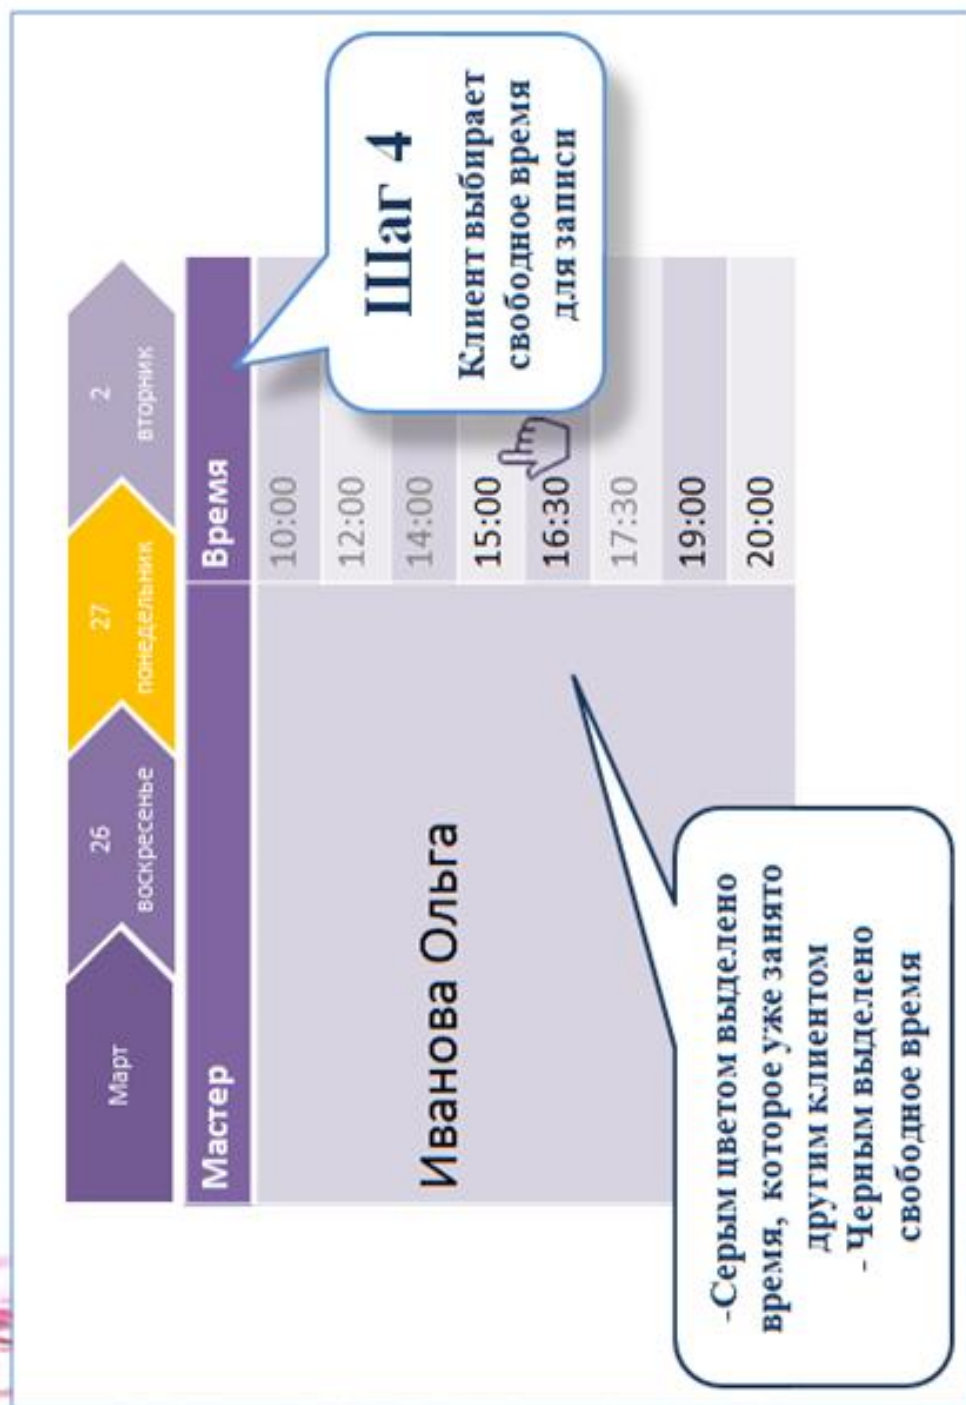 Март
26
воскресенье
27
понедельник
2
вторник
Мастер
Время
Иванова Ольга
10:00
12:00
14:00
15:00
16:30
17:30
19:00
20:00
Шаг 4
Клиент выбирает
свободное время
для записи
-Серым цветом выделено
время, которое уже занято
другим клиентом
- Черным выделено
свободное время